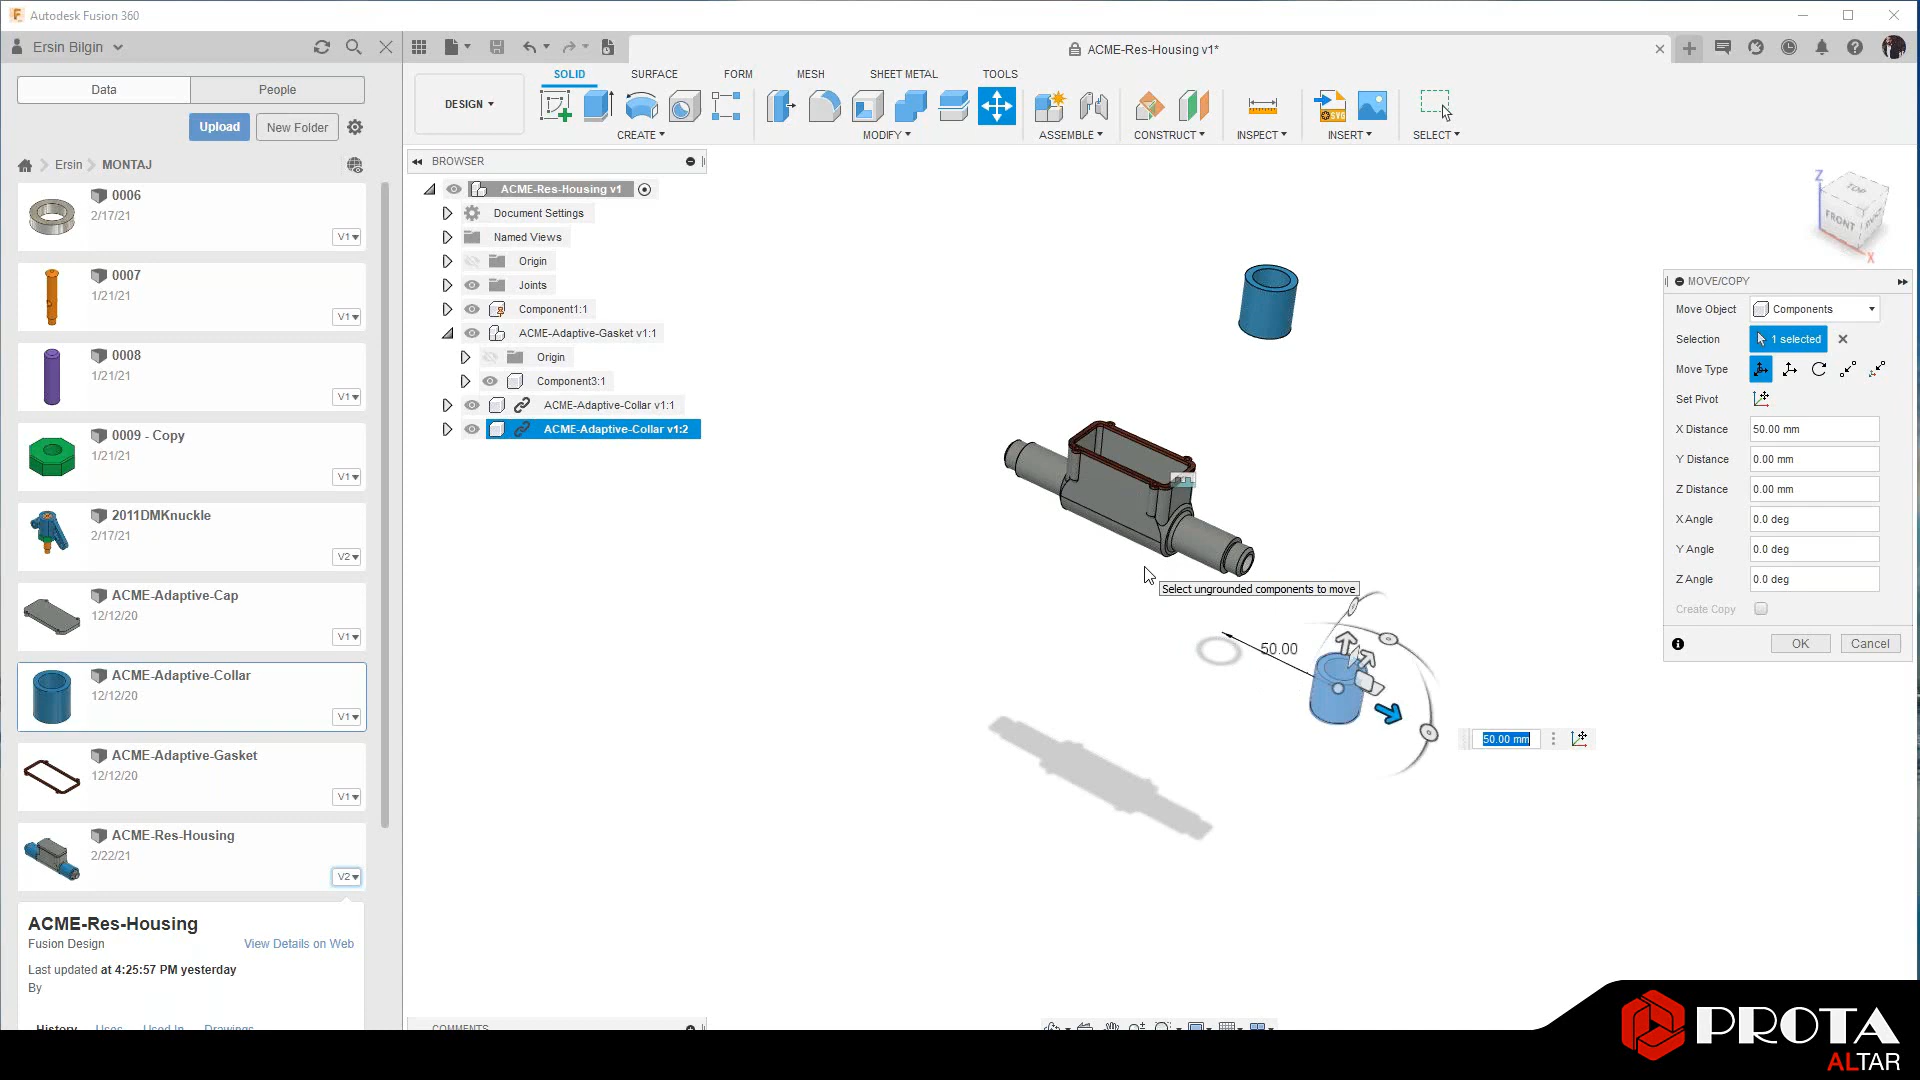 Autodesk Fusion 360
Ersin Bilgin
ACME-Res-Housing v1*
Data
People
Upload
New Folder
Ersin
MONTAJ
0006
2/17/21
V1
0007
1/21/21
V1
0008
1/21/21
V1
0009 - Copy
1/21/21
V1
2011DMKnuckle
2/17/21
V2
ACME-Adaptive-Cap
12/12/20
V1
ACME-Adaptive-Collar
12/12/20
V1
ACME-Adaptive-Gasket
12/12/20
V1
ACME-Res-Housing
2/22/21
V2
ACME-Res-Housing
Fusion Design
View Details on Web
Last updated at 4:25:57 PM yesterday
By
History
Uses
Used In
Drawings
DESIGN
SOLID
SURFACE
FORM
MESH
SHEET METAL
TOOLS
CREATE
MODIFY
ASSEMBLE
CONSTRUCT
INSPECT
INSERT
SELECT
SVG
BROWSER
ACME-Res-Housing v1
Document Settings
Named Views
Origin
Joints
Component1:1
ACME-Adaptive-Gasket v1:1
Origin
Component3:1
ACME-Adaptive-Collar v1:1
ACME-Adaptive-Collar v1:2
COMMENTS
Z
TOP
FRONT
X
Select ungrounded components to move
50.00
50.00 mm
MOVE/COPY
Move Object
Components
Selection
1 selected
Move Type
Set Pivot
X Distance
50.00 mm
Y Distance
0.00 mm
Z Distance
0.00 mm
X Angle
0.0 deg
Y Angle
0.0 deg
Z Angle
0.0 deg
Create Copy
OK
Cancel
PROTA
ALTAR